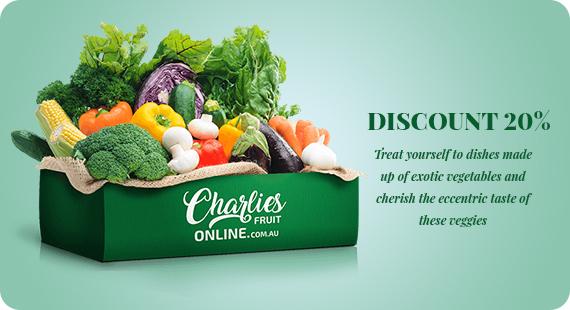 Charlies
FRUIT
ONLINE.COM.AU
DISCOUNT 20%
Treat yourself to dishes made
up of exotic vegetables and
cherish the eccentric taste of
these veggies